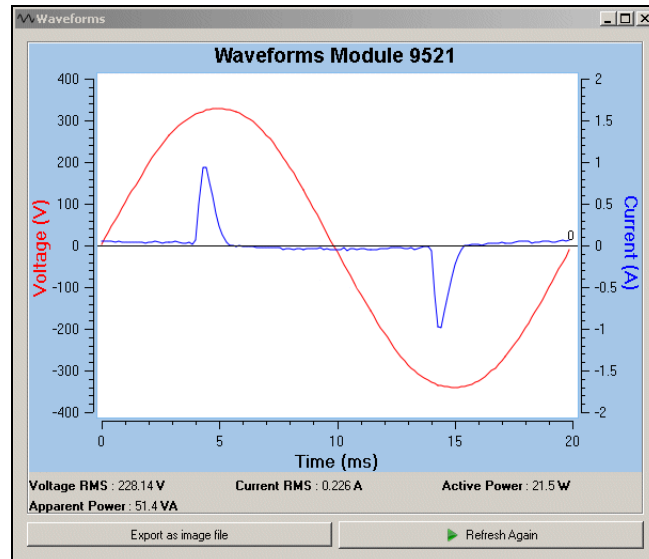 Waveforms
Waveforms Module 9521
400
300
200
100
0
-100
-200
-300
-400
Voltage (V)
2
1.5
1
0.5
0
-0.5
-1
-1.5
-2
Current (A)
0
0 5 10 15 20
Time (ms)
Voltage RMS : 228.14 V Current RMS : 0.226 A Active Power : 21.5 W
Apparent Power : 51.4 VA
Export as image file Refresh Again